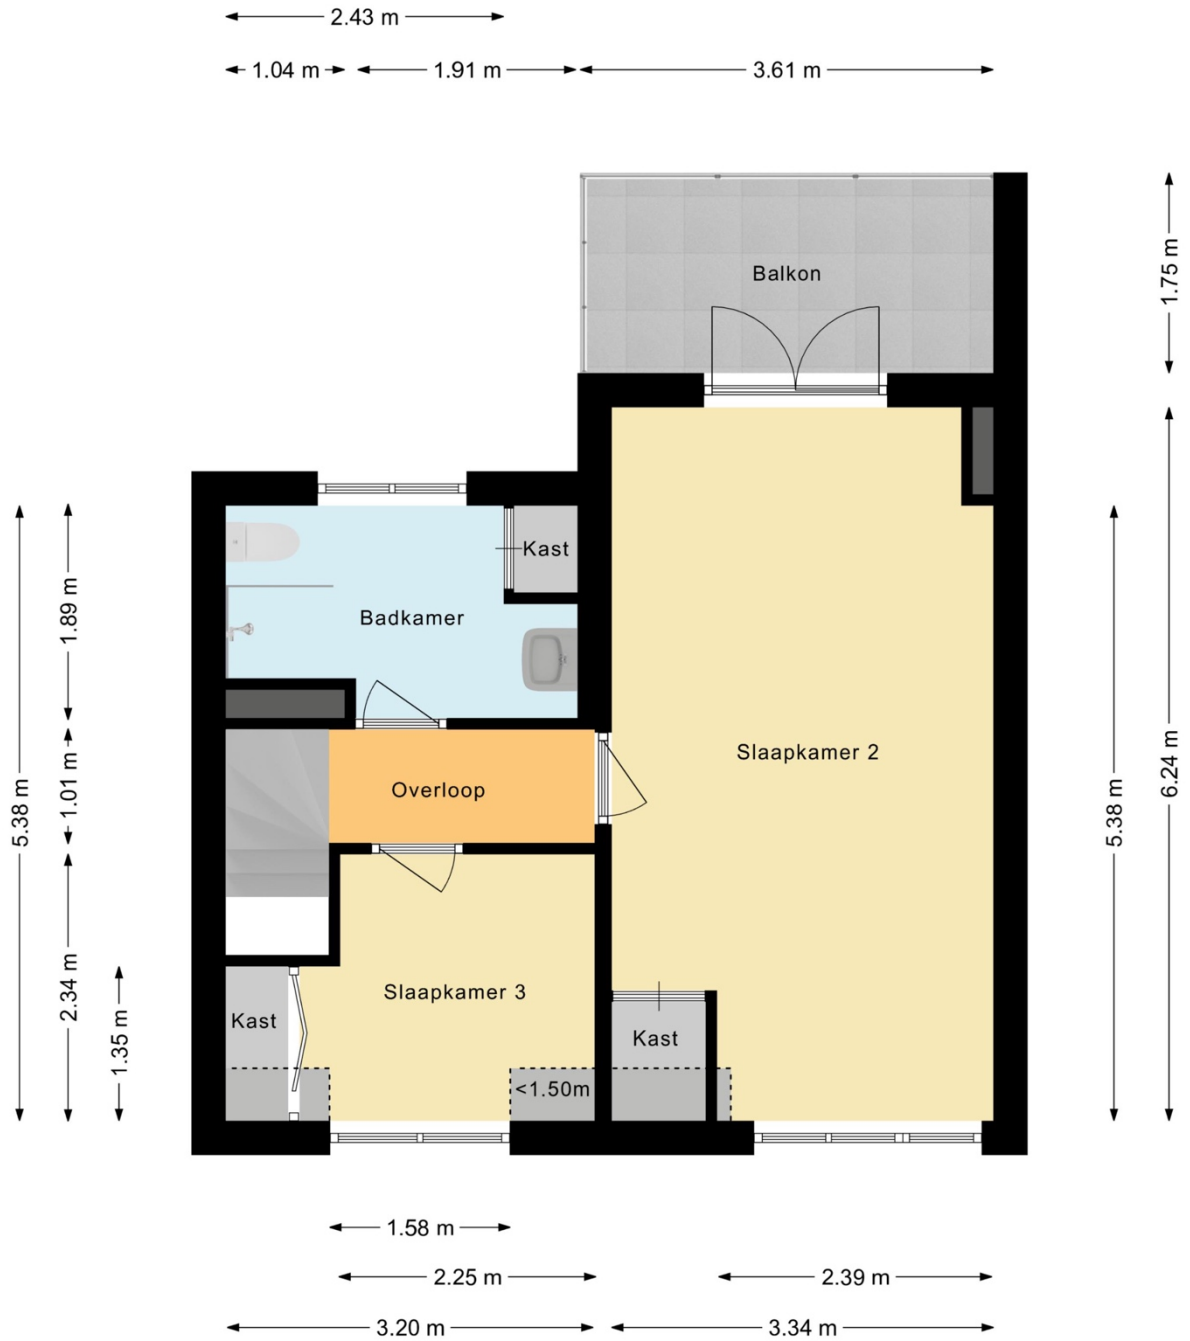 2.43 m
1.04 m
1.91 m
3.61 m
1.75 m
Balkon
Kast
Badkamer
1.89 m
Slaapkamer 2
1.01 m
Overloop
5.38 m
5.38 m
6.24 m
2.34 m
Slaapkamer 3
Kast
1.35 m
Kast
<1.50m
1.58 m
2.25 m
2.39 m
3.20 m
3.34 m